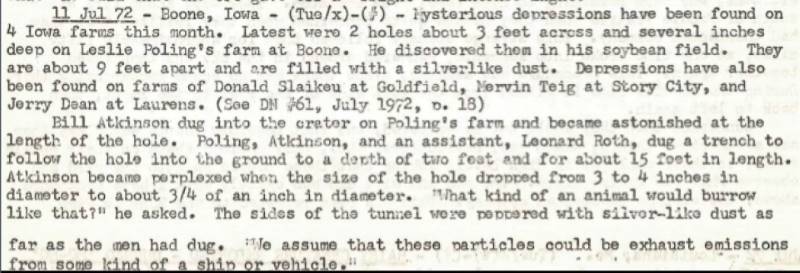 11 Jul 72 - Boone, Iowa - (Tue/x)-(#) - Mysterious depressions have been found on
4 Iowa farms this month. Latest were 2 holes about 3 feet across and several inches
deep on Leslie Poling's farm at Boone. He discovered them in his soybean field. They
are about 9 feet apart and are filled with a silverlike dust. Depressions have also
been found on farms of Donald Slaikeu at Goldfield, Mervin Teig at Story City, and
Jerry Dean at Laurens. (See DN #61, July 1972, p. 18)
Bill Atkinson dug into the crater on Poling's farm and became astonished at the
length of the hole. Poling, Atkinson, and an assistant, Leonard Roth, dug a trench to
follow the hole into the ground to a depth of two feet and for about 15 feet in length.
Atkinson became perplexed when the size of the hole dropped from 3 to 4 inches in
diameter to about 3/4 of an inch in diameter. "What kind of an animal would burrow
like that?" he asked. The sides of the tunnel were peppered with silver-like dust as
far as the men had dug. "We assume that these particles could be exhaust emissions
from some kind of a ship or vehicle."